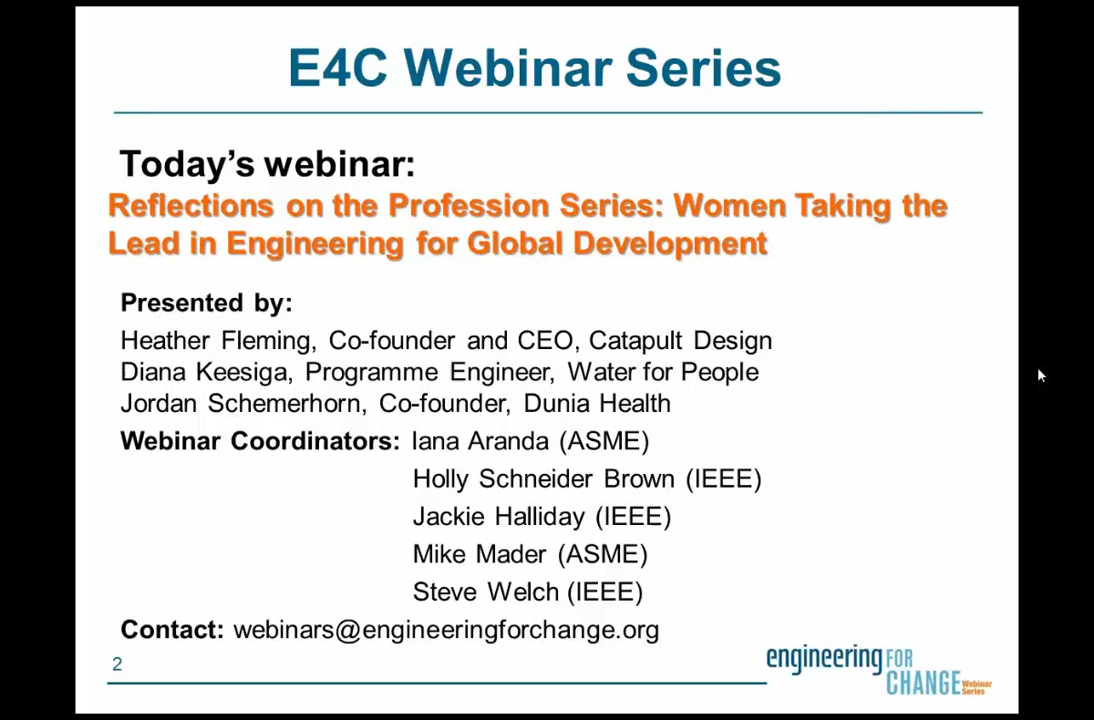 E4C Webinar Series
Today's webinar:
Reflections on the Profession Series: Women Taking the
Lead in Engineering for Global Development
Presented by:
Heather Fleming, Co-founder and CEO, Catapult Design
Diana Keesiga, Programme Engineer, Water for People
Jordan Schemerhorn, Co-founder, Dunia Health
Webinar Coordinators: Iana Aranda (ASME)
Holly Schneider Brown (IEEE)
Jackie Halliday (IEEE)
Mike Mader (ASME)
Steve Welch (IEEE)
Contact: webinars@engineeringforchange.org
2
engineering FOR
CHANGE Webinar
Series